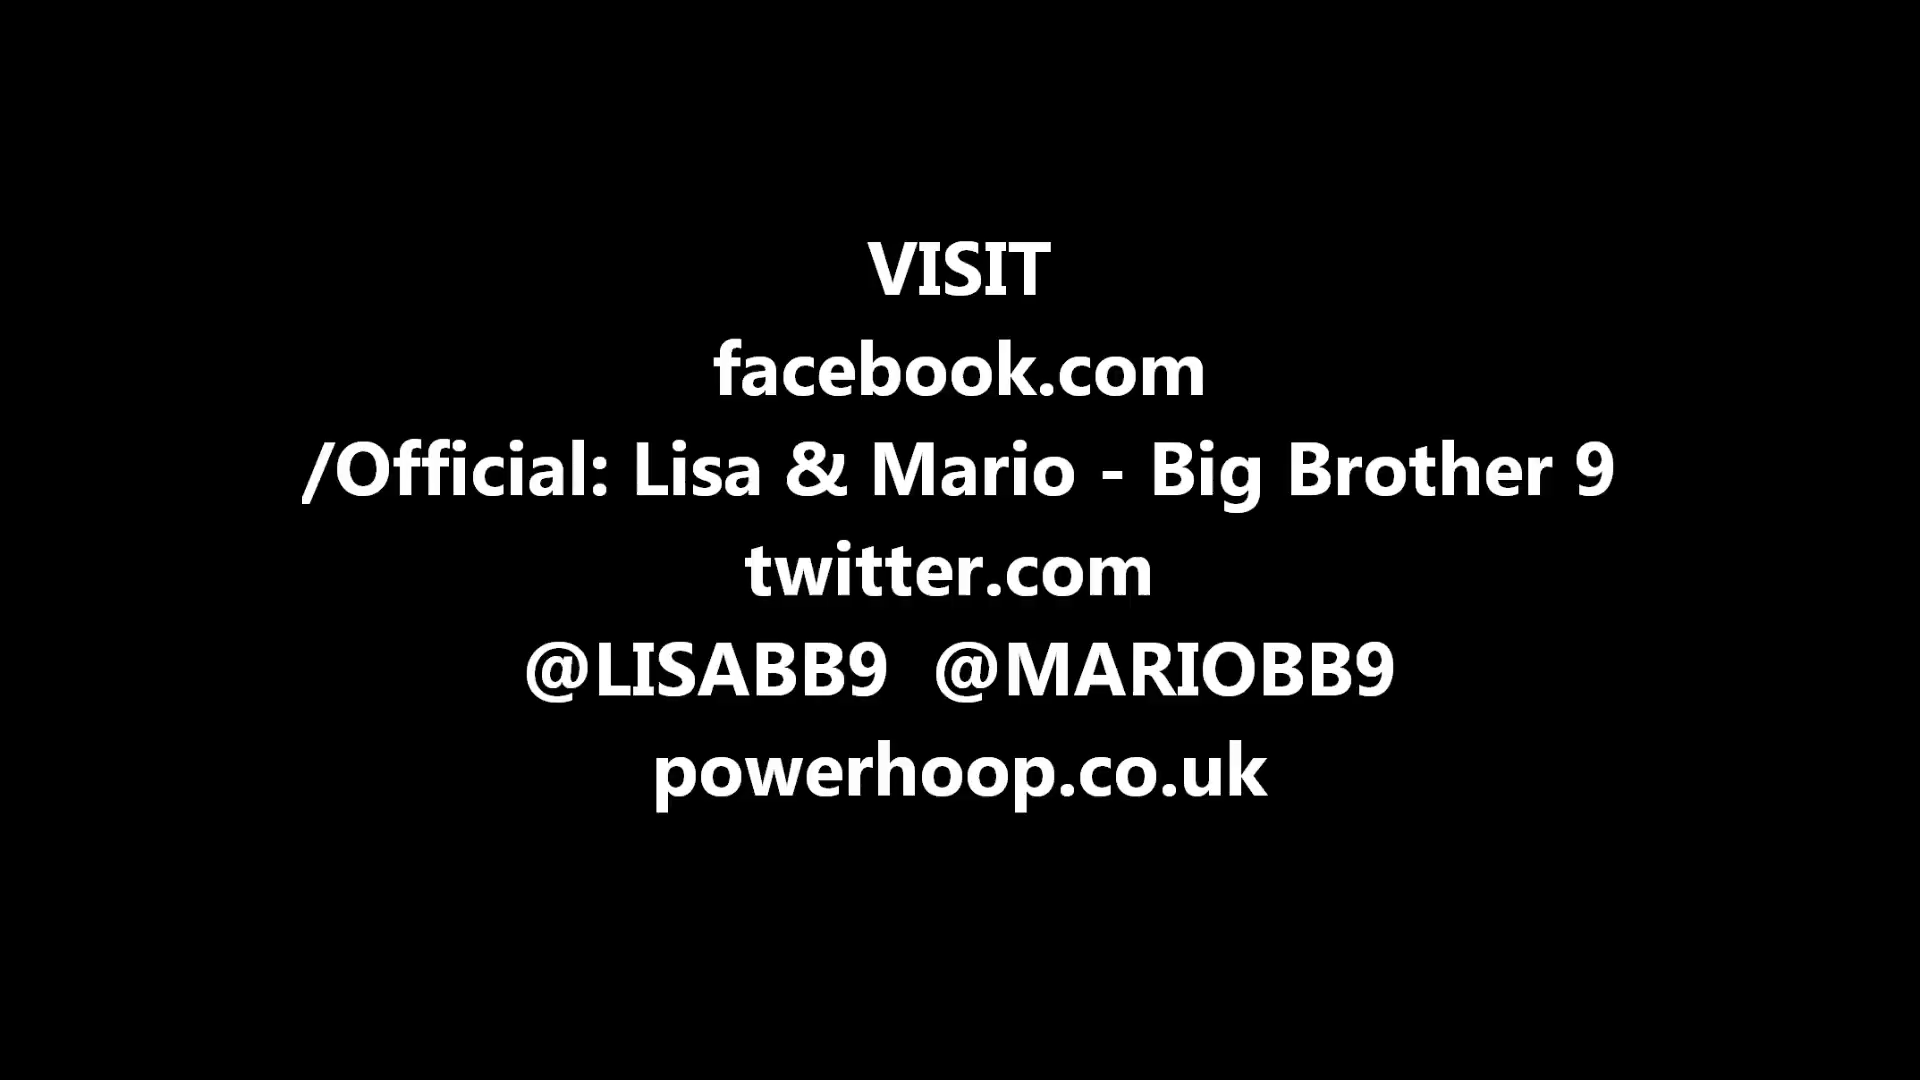 VISIT
facebook.com
/Official: Lisa & Mario - Big Brother 9
twitter.com
@LISABB9  @MARIOBB9
powerhoop.co.uk